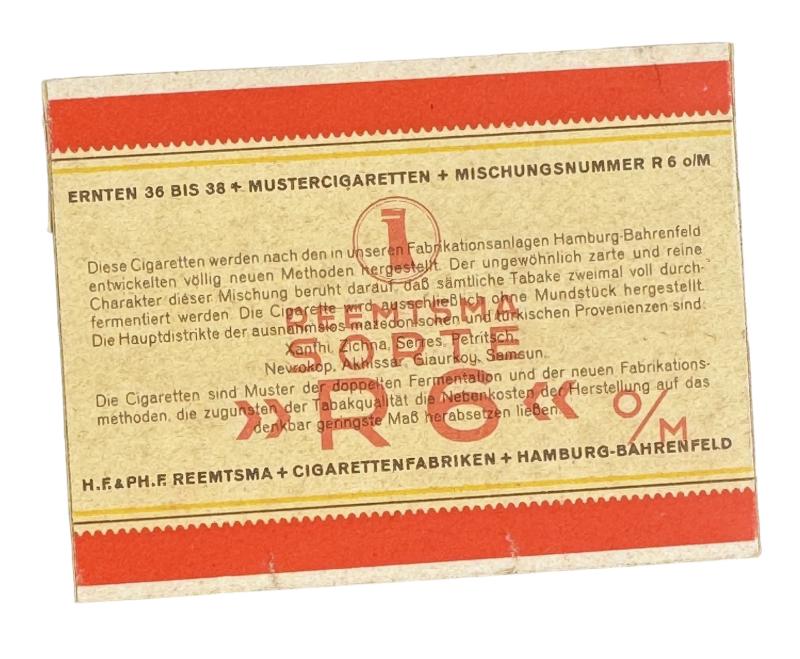 ERNTEN 36 BIS 38 + MUSTERCIGARETTEN + MISCHUNGSNUMMER R 6 o/M
Diese Cigaretten werden nach den in unseren Fabrikationsanlagen Hamburg-Bahrenfeld
entwickelten völlig neuen Methoden hergestellt. Der ungewöhnlich zarte und reine
Charakter dieser Mischung beruht darauf, daß sämtliche Tabake zweimal voll durch-
fermentiert werden. Die Cigarette wird ausschließlich ohne Mundstück hergestellt.
Die Hauptdistrikte der ausnahmslos mazedonischen und türkischen Provenienzen sind:
Xanthi, Zichna, Serres, Petritsch,
Nevrokop, Akhissar, Giaurkoy, Samsun.
Die Cigaretten sind Muster der doppelten Fermentation und der neuen Fabrikations-
methoden, die zugunsten der Tabakqualität die Nebenkosten der Herstellung auf das
denkbar geringste Maß herabsetzen ließen.
REEMTSMA
SORTE
»R6« O/M
H.F.&PH.F. REEMTSMA + CIGARETTENFABRIKEN + HAMBURG-BAHRENFELD